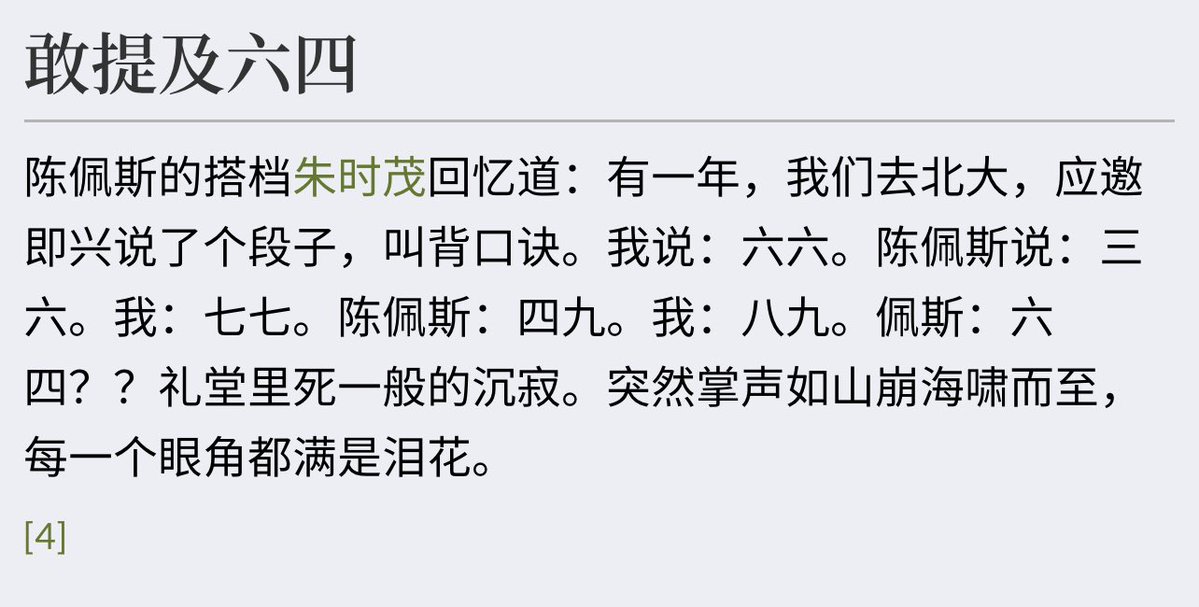 敢提及六四
陈佩斯的搭档朱时茂回忆道：有一年，我们去北大，应邀
即兴说了个段子，叫背口诀。我说：六六。陈佩斯说：三
六。我：七七。陈佩斯：四九。我：八九。佩斯：六
四？？礼堂里死一般的沉寂。突然掌声如山崩海啸而至，
每一个眼角都满是泪花。
[4]